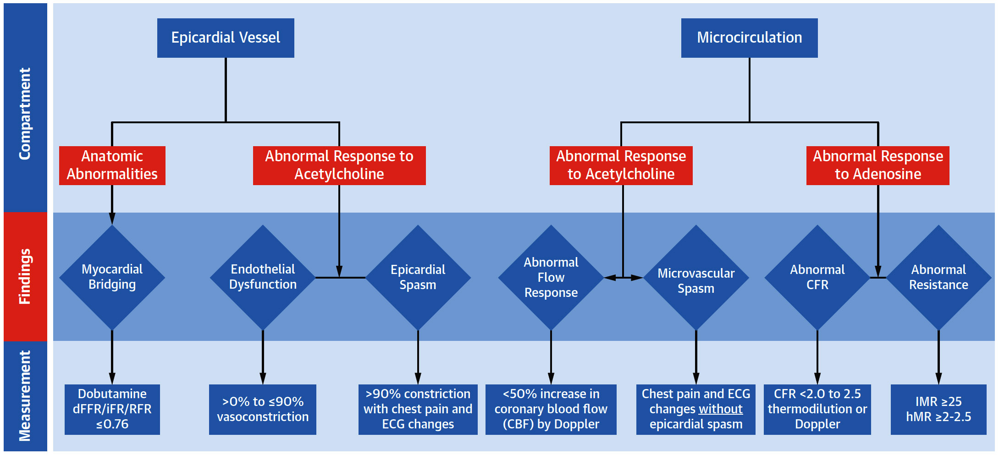 Compartment
Epicardial Vessel
Microcirculation
Anatomic
Abnormalities
Abnormal Response to
Acetylcholine
Abnormal Response
to Acetylcholine
Abnormal Response
to Adenosine
Findings
Myocardial
Bridging
Endothelial
Dysfunction
Epicardial
Spasm
Abnormal
Flow
Response
Microvascular
Spasm
Abnormal
CFR
Abnormal
Resistance
Measurement
Dobutamine
dFFR/iFR/RFR
≤0.76
>0% to ≤90%
vasoconstriction
>90% constriction
with chest pain and
ECG changes
<50% increase in
coronary blood flow
(CBF) by Doppler
Chest pain and ECG
changes without
epicardial spasm
CFR <2.0 to 2.5
thermodilution or
Doppler
IMR ≥25
hMR ≥2-2.5